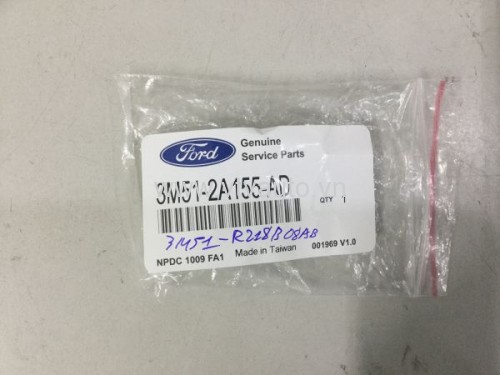 Ford
Genuine
Service Parts
3M51-2A155-AD
QTY 1
3M51-R218B08AB
NPDC 1009 FA1 Made in Taiwan 001969 V1.0